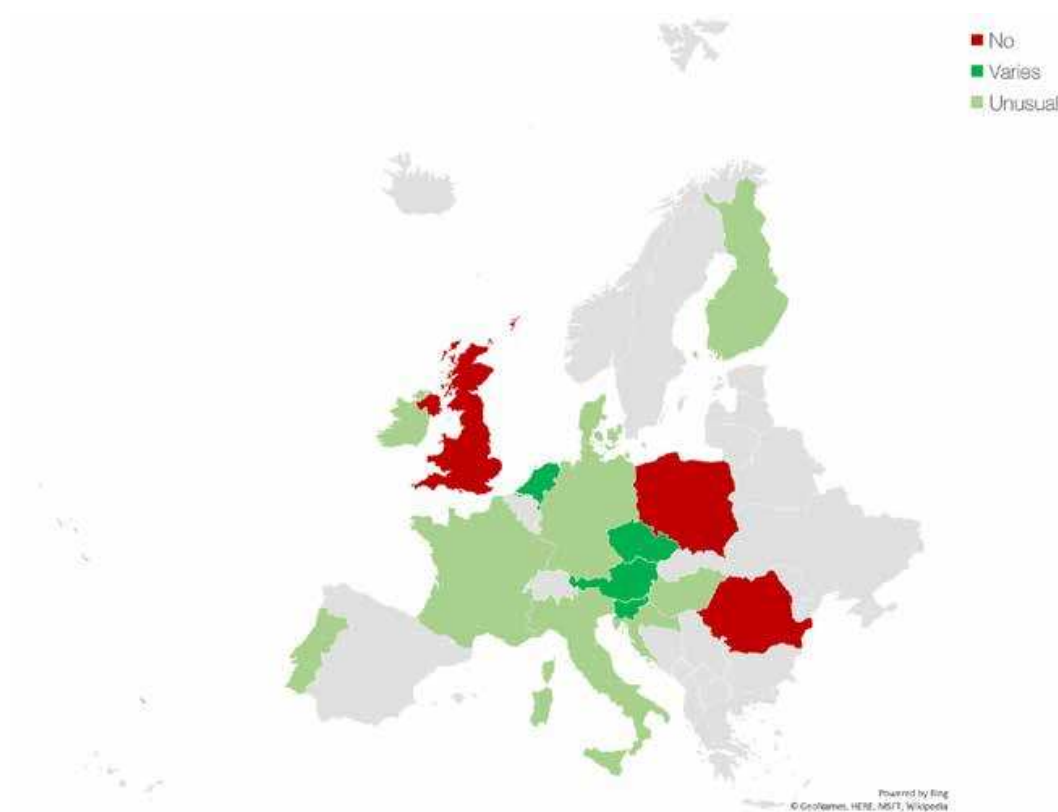 No
Varies
Unusual
Powered by Bing
© GeoNames, HERE, MSFT, Wikipedia